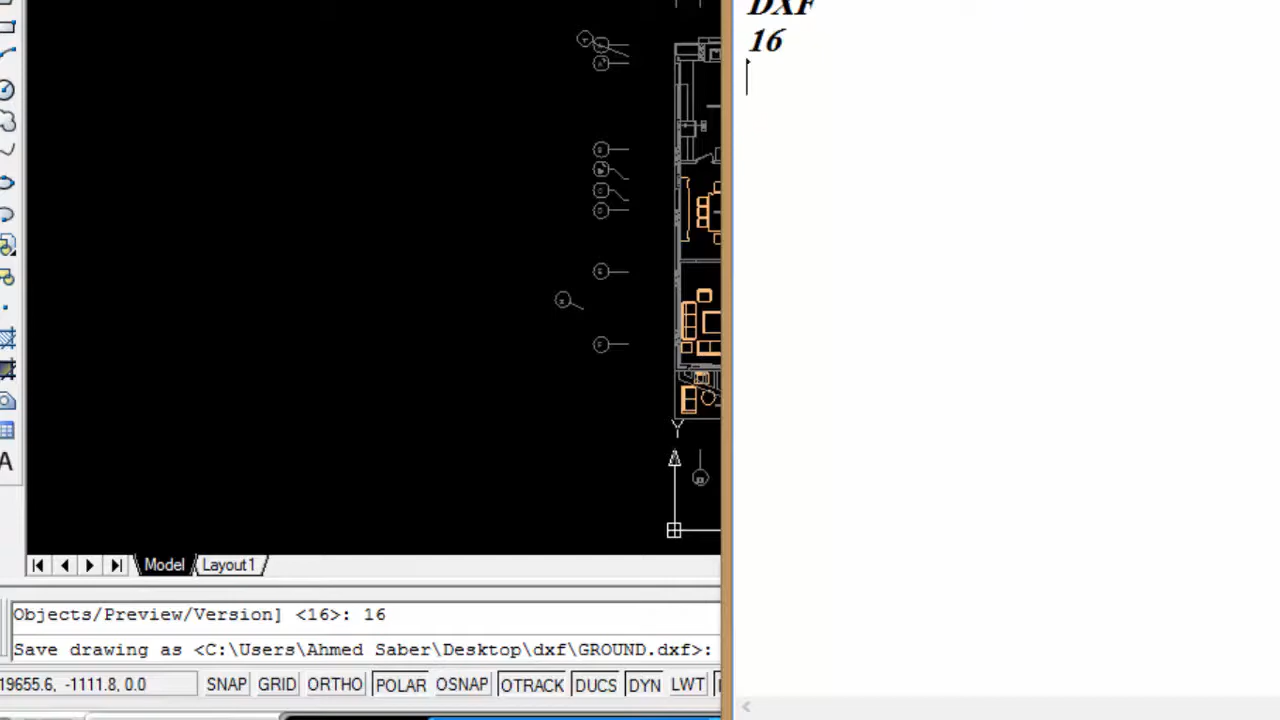 DXF
16
A
Y
Model
Layout1
Objects/Preview/Version] <16>: 16
Save drawing as <C:\Users\Ahmed Saber\Desktop\dxf\GROUND.dxf>:
19655.6, -1111.8, 0.0
SNAP
GRID
ORTHO
POLAR
OSNAP
OTRACK
DUCS
DYN
LWT